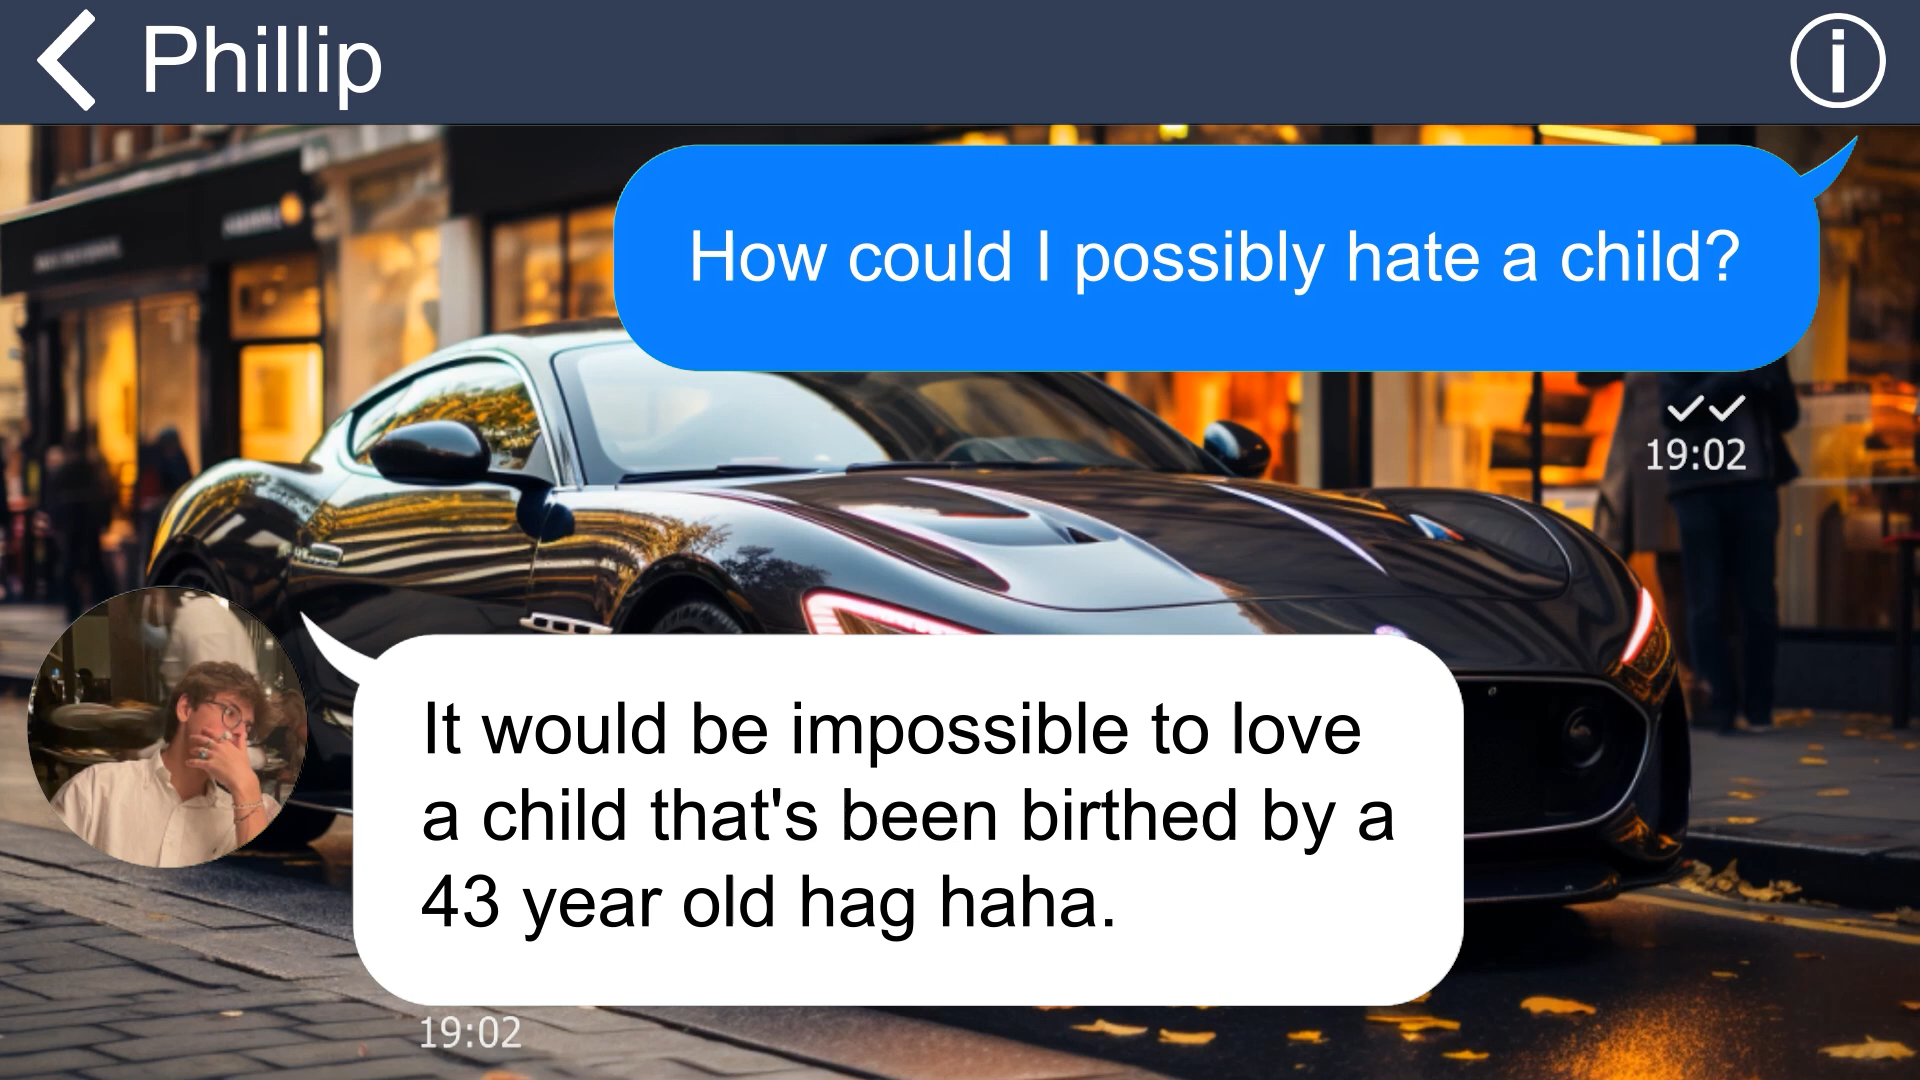 Phillip
How could I possibly hate a child?
19:02
It would be impossible to love
a child that's been birthed by a
43 year old hag haha.
19:02